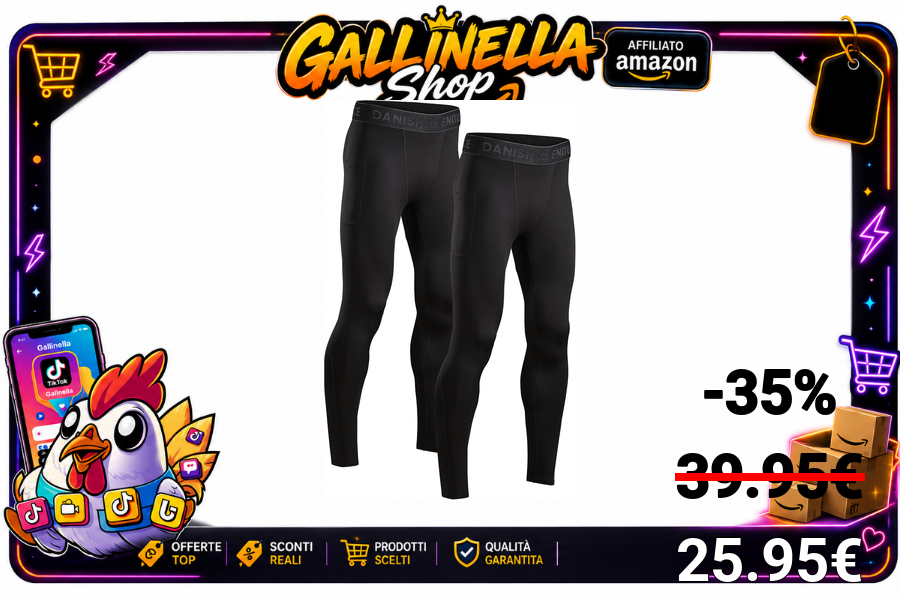 GALLINELLA
Shop
AFFILIATO
amazon
DANISH ENDU
DANISH ENDU
Gallinella
TikTok
Gallinella
-35%
39.95€
25.95€
OFFERTE
TOP
SCONTI
REALI
PRODOTTI
SCELTI
QUALITÀ
GARANTITA